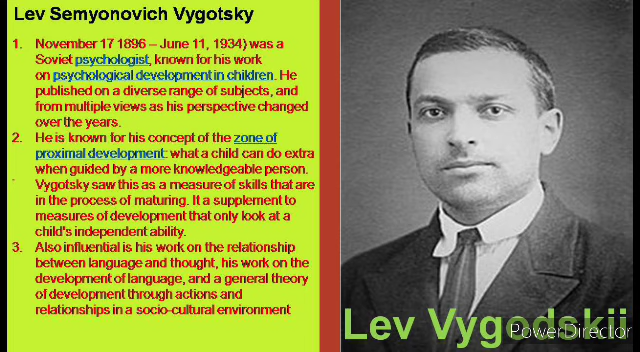 Lev Semyonovich Vygotsky
1. November 17 1896 – June 11, 1934) was a
Soviet psychologist, known for his work
on psychological development in children. He
published on a diverse range of subjects, and
from multiple views as his perspective changed
over the years.
2. He is known for his concept of the zone of
proximal development: what a child can do extra
when guided by a more knowledgeable person.
Vygotsky saw this as a measure of skills that are
in the process of maturing. It a supplement to
measures of development that only look at a
child's independent ability.
3. Also influential is his work on the relationship
between language and thought, his work on the
development of language, and a general theory
of development through actions and
relationships in a socio-cultural environment
Lev Vygodskii
PowerDirector